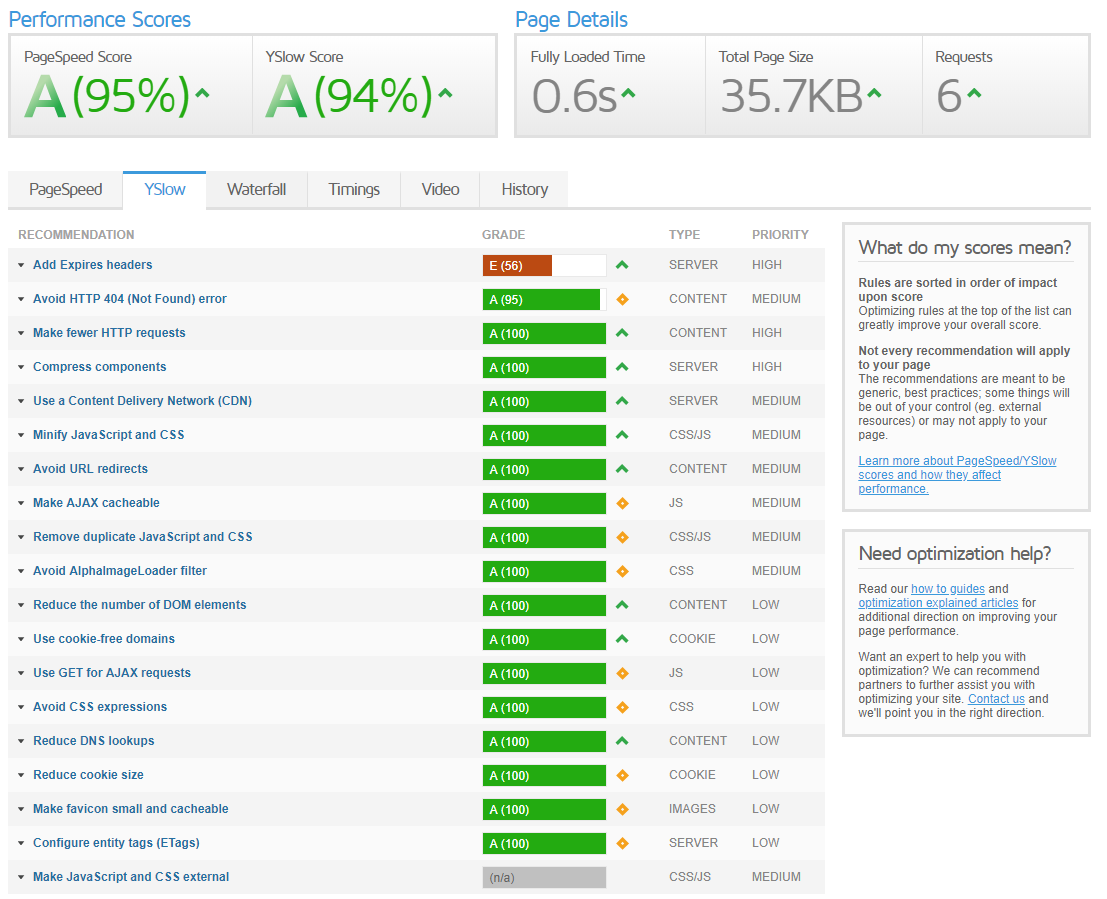 Performance Scores
Page Details
PageSpeed Score
YSlow Score
A (95%)
A (94%)
Fully Loaded Time
Total Page Size
Requests
0.6s
35.7KB
6
PageSpeed
YSlow
Waterfall
Timings
Video
History
RECOMMENDATION GRADE TYPE PRIORITY
Add Expires headers E (56) SERVER HIGH
Avoid HTTP 404 (Not Found) error A (95) CONTENT MEDIUM
Make fewer HTTP requests A (100) CONTENT HIGH
Compress components A (100) SERVER HIGH
Use a Content Delivery Network (CDN) A (100) SERVER MEDIUM
Minify JavaScript and CSS A (100) CSS/JS MEDIUM
Avoid URL redirects A (100) CONTENT MEDIUM
Make AJAX cacheable A (100) JS MEDIUM
Remove duplicate JavaScript and CSS A (100) CSS/JS MEDIUM
Avoid AlphaImageLoader filter A (100) CSS MEDIUM
Reduce the number of DOM elements A (100) CONTENT LOW
Use cookie-free domains A (100) COOKIE LOW
Use GET for AJAX requests A (100) JS LOW
Avoid CSS expressions A (100) CSS LOW
Reduce DNS lookups A (100) CONTENT LOW
Reduce cookie size A (100) COOKIE LOW
Make favicon small and cacheable A (100) IMAGES LOW
Configure entity tags (ETags) A (100) SERVER LOW
Make JavaScript and CSS external (n/a) CSS/JS MEDIUM
What do my scores mean?
Rules are sorted in order of impact
upon score
Optimizing rules at the top of the list can
greatly improve your overall score.
Not every recommendation will apply
to your page
The recommendations are meant to be
generic, best practices; some things will
be out of your control (eg. external
resources) or may not apply to your
page.
Learn more about PageSpeed/YSlow
scores and how they affect
performance.
Need optimization help?
Read our how to guides and
optimization explained articles for
additional direction on improving your
page performance.
Want an expert to help you with
optimization? We can recommend
partners to further assist you with
optimizing your site. Contact us and
we'll point you in the right direction.